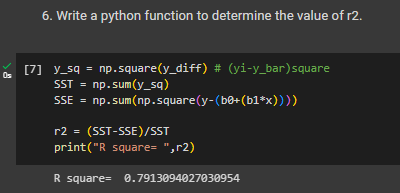 6. Write a python function to determine the value of r2.
[7] y_sq = np.square(y_diff) # (yi-y_bar)square
0s
SST = np.sum(y_sq)
SSE = np.sum(np.square(y-(b0+(b1*x))))
r2 = (SST-SSE)/SST
print("R square= ",r2)
R square=  0.7913094027030954